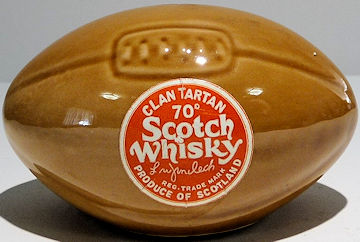 CLAN TARTAN
70°
Scotch
Whisky
REG. TRADE MARK
PRODUCE OF SCOTLAND